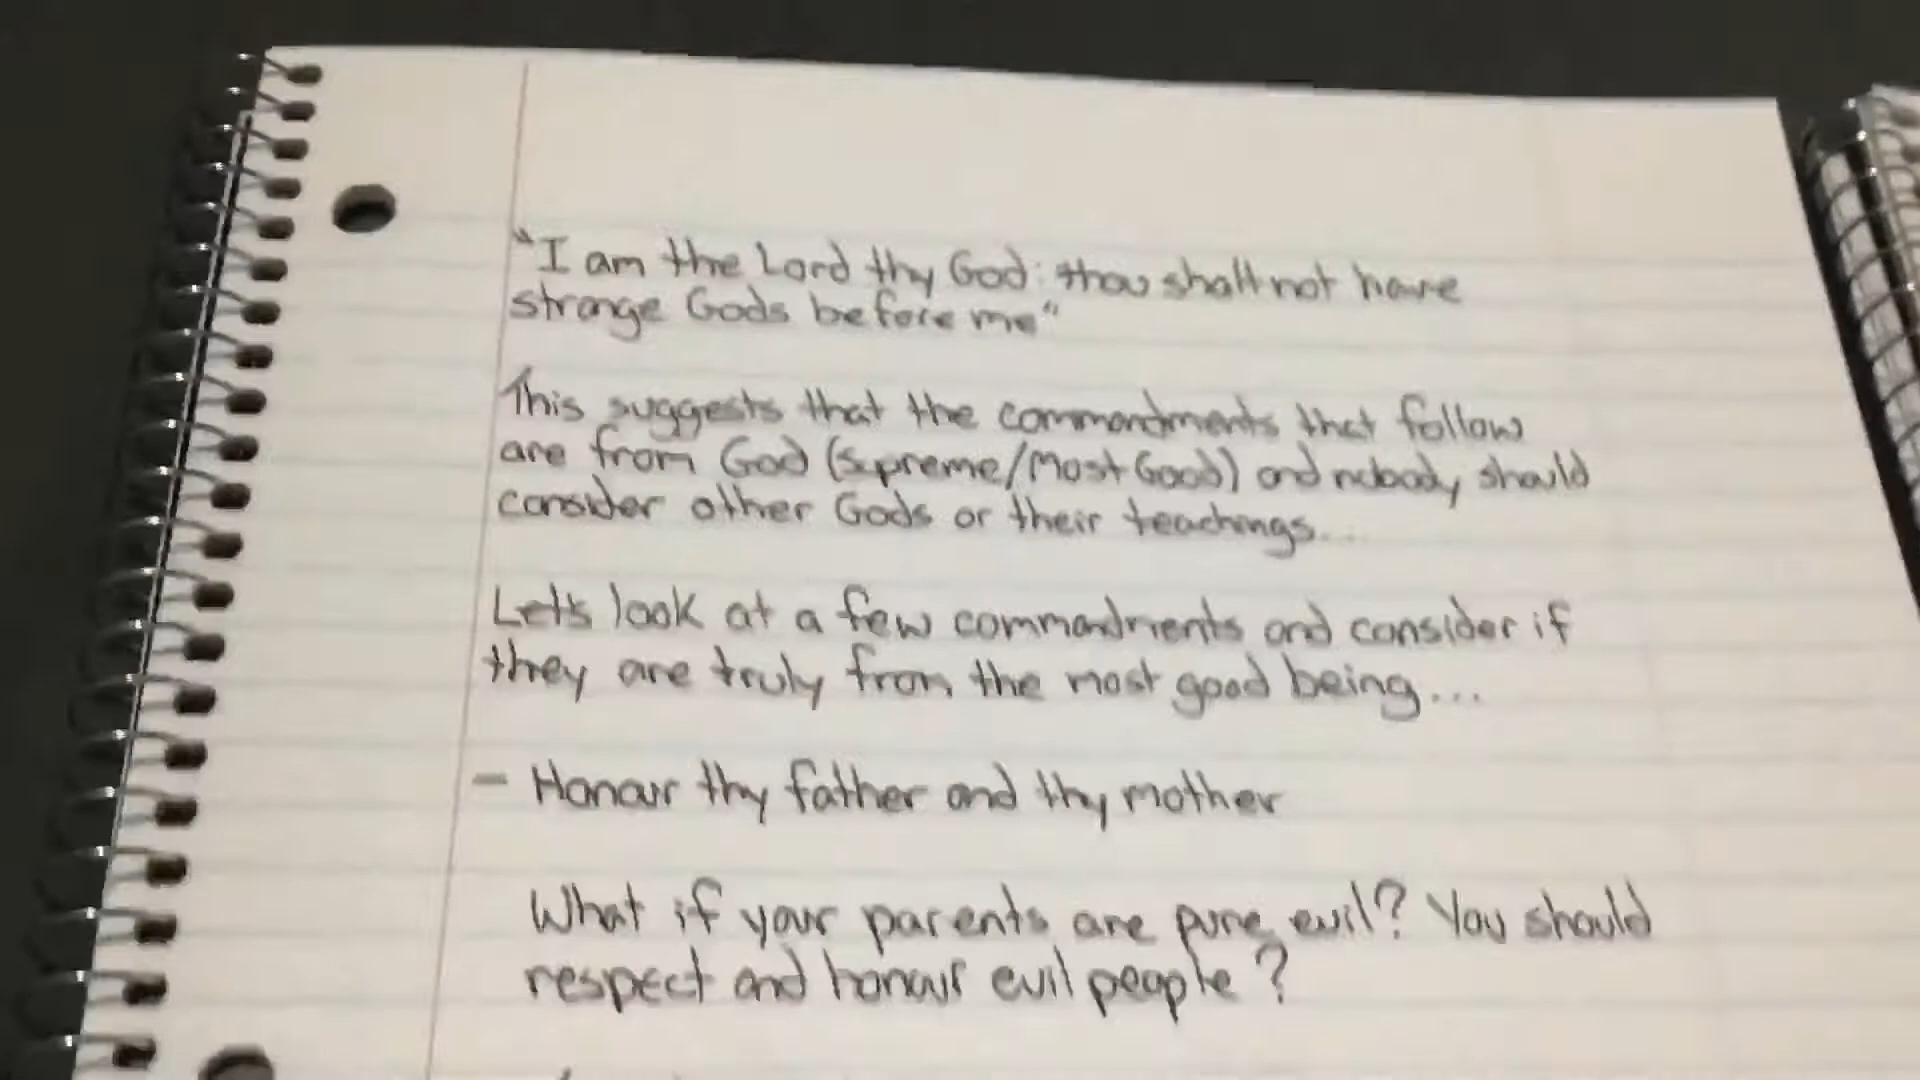 "I am the Lord thy God: thou shalt not have
strange Gods before me"
This suggests that the commandments that follow
are from God (Supreme/Most Good) and nobody should
consider other Gods or their teachings...
Let's look at a few commandments and consider if
they are truly from the most good being...
- Honour thy father and thy mother
What if your parents are pure evil? You should
respect and honour evil people?